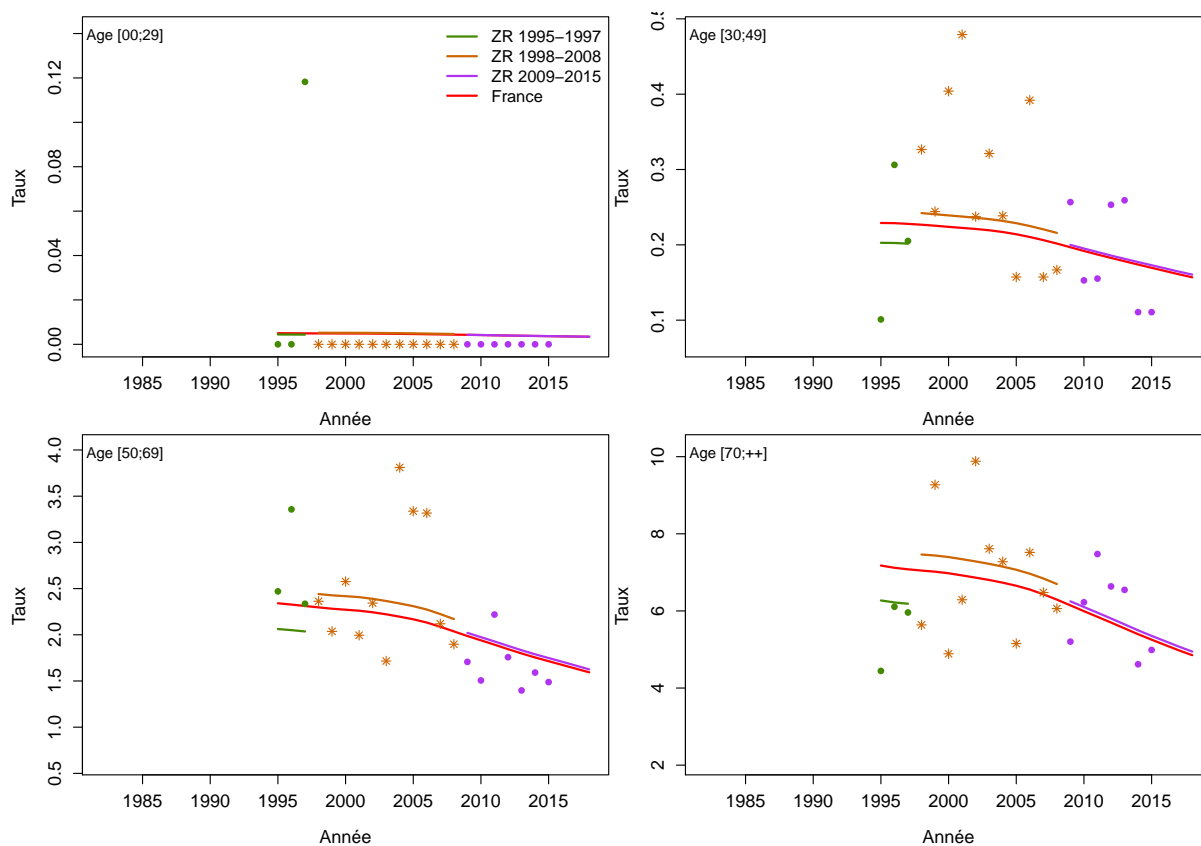 Age [00;29]
ZR 1995−1997
ZR 1998−2008
ZR 2009−2015
France
Taux
0.00
0.04
0.08
0.12
1985 1990 1995 2000 2005 2010 2015
Année
Age [30;49]
Taux
0.1
0.2
0.3
0.4
0.5
1985 1990 1995 2000 2005 2010 2015
Année
Age [50;69]
Taux
0.5
1.0
1.5
2.0
2.5
3.0
3.5
4.0
1985 1990 1995 2000 2005 2010 2015
Année
Age [70;++]
Taux
2
4
6
8
10
1985 1990 1995 2000 2005 2010 2015
Année